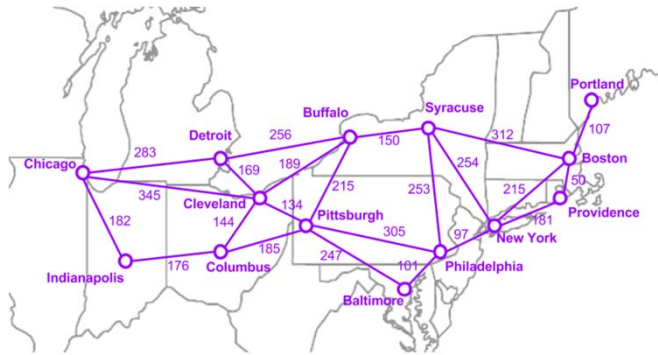 Portland
Syracuse
Buffalo
107
Detroit
256
150
312
Chicago
283
169
189
Boston
345
134
215
253
254
215
50
Cleveland
182
144
Pittsburgh
181
Providence
185
305
97
New York
Indianapolis
176
Columbus
247
101
Philadelphia
Baltimore